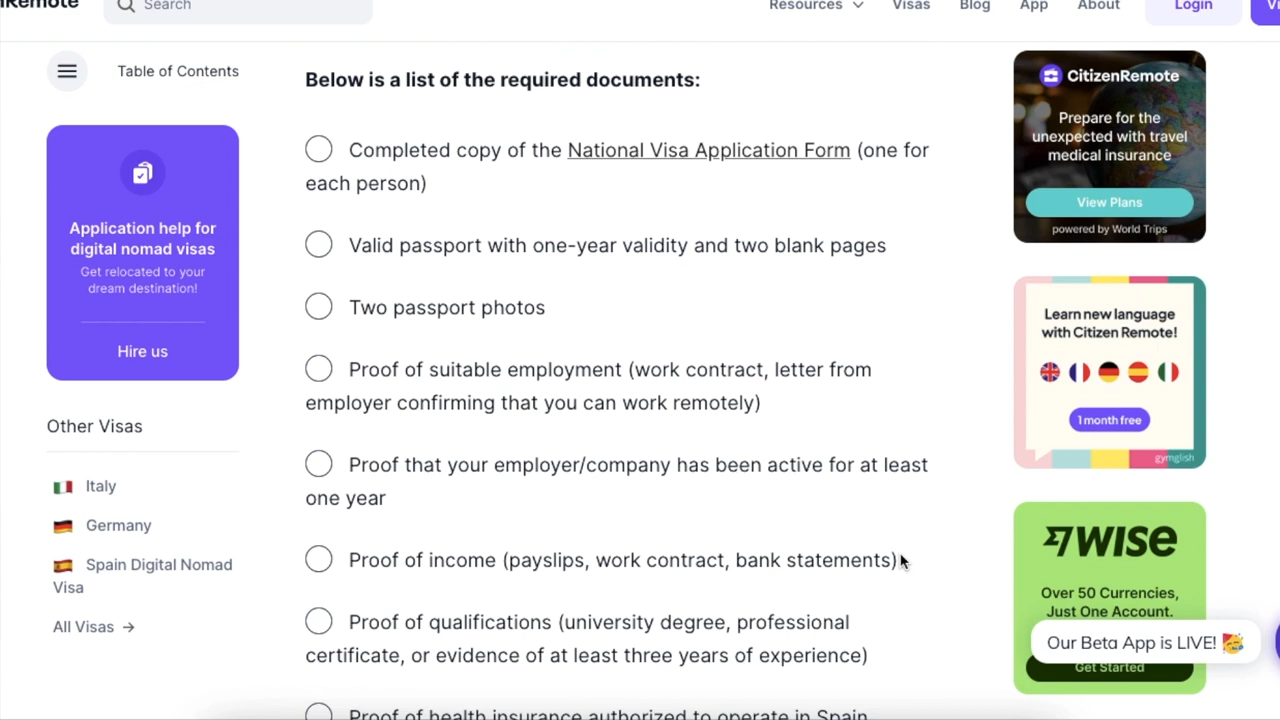 Remote
Search
Resources
Visas
Blog
App
About
Login
Table of Contents
Application help for
digital nomad visas
Get relocated to your
dream destination!
Hire us
Other Visas
Italy
Germany
Spain Digital Nomad
Visa
All Visas →
Below is a list of the required documents:
Completed copy of the National Visa Application Form (one for
each person)
Valid passport with one-year validity and two blank pages
Two passport photos
Proof of suitable employment (work contract, letter from
employer confirming that you can work remotely)
Proof that your employer/company has been active for at least
one year
Proof of income (payslips, work contract, bank statements)
Proof of qualifications (university degree, professional
certificate, or evidence of at least three years of experience)
Proof of health insurance authorized to operate in Spain
CitizenRemote
Prepare for the
unexpected with travel
medical insurance
View Plans
powered by World Trips
Learn new language
with Citizen Remote!
1 month free
gymglish
WISE
Over 50 Currencies,
Just One Account.
Our Beta App is LIVE! 🥳
Get Started